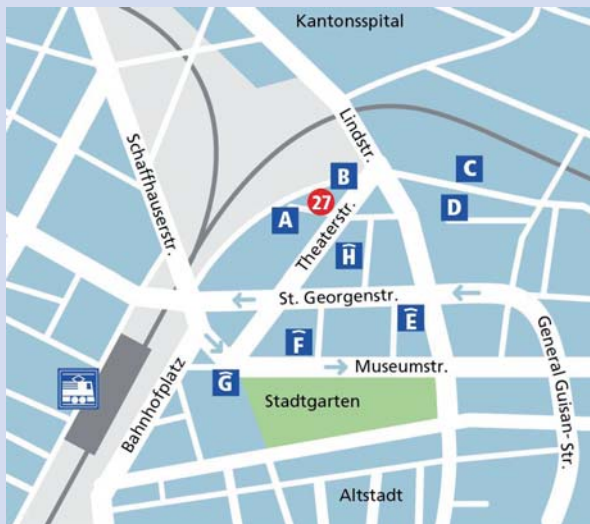 Kantonsspital
Lindstr.
Schaffhauserstr.
B
C
27
A
D
Theaterstr.
H
St. Georgenstr.
E
F
General Guisan-Str.
Museumstr.
G
Bahnhofplatz
Stadtgarten
Altstadt